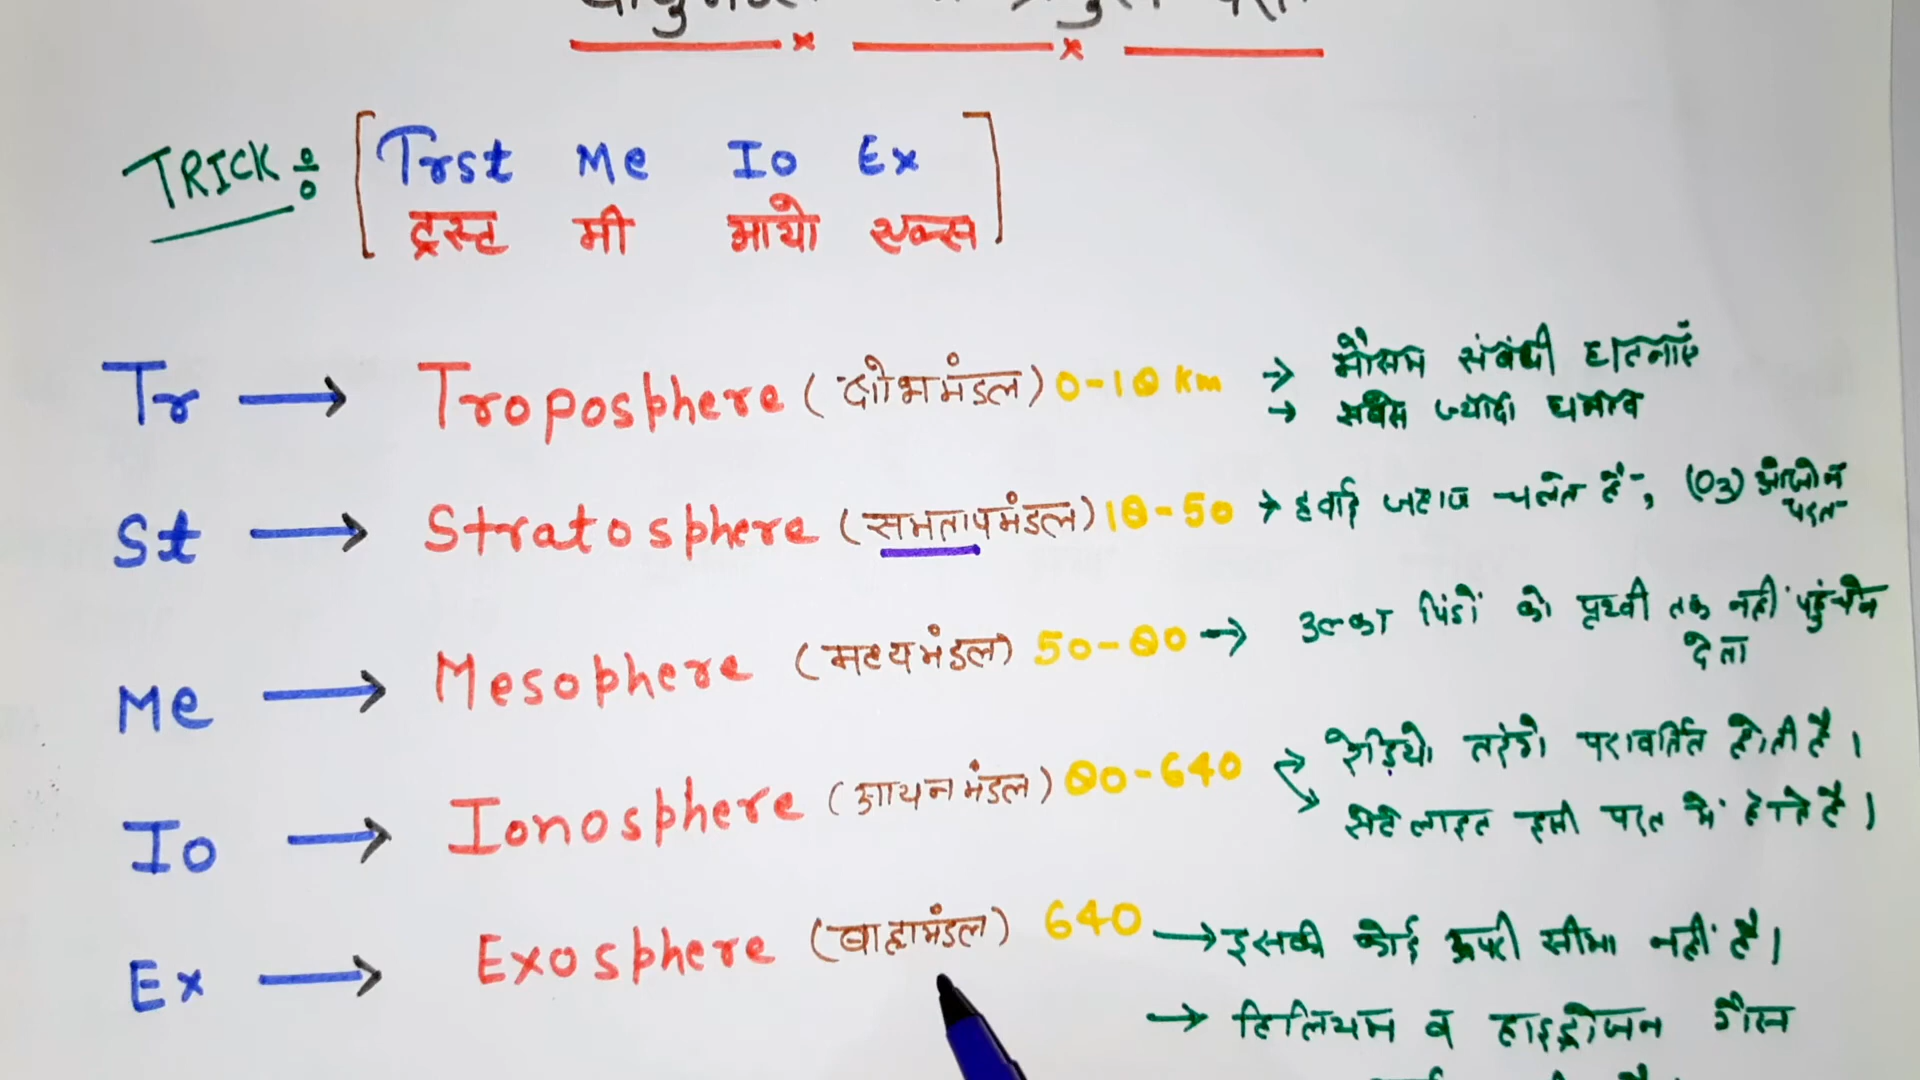 TRICK : [Trst Me Io Ex]
ट्रस्ट मी आयो एक्स
Tr → Troposphere (क्षोभमंडल) 0-18 km → मौसम संबंधी घटनाएँ
→ सबसे ज्यादा घनत्व
St → Stratosphere (समतापमंडल) 18-50 → हवाई जहाज चलते है, (O3) ओजोन
परत
Me → Mesophere (मध्यमंडल) 50-80 → उल्का पिंडों को पृथ्वी तक नहीं पहुंचने
देता
Io → Ionosphere (आयनमंडल) 80-640 → रेडियो तरंगे परावर्तित होती है।
→ सेटेलाइट इसी परत में होते है।
Ex → Exosphere (बाह्यमंडल) 640 → इसकी कोई ऊपरी सीमा नहीं है।
→ हिलियम व हाइड्रोजन गैस